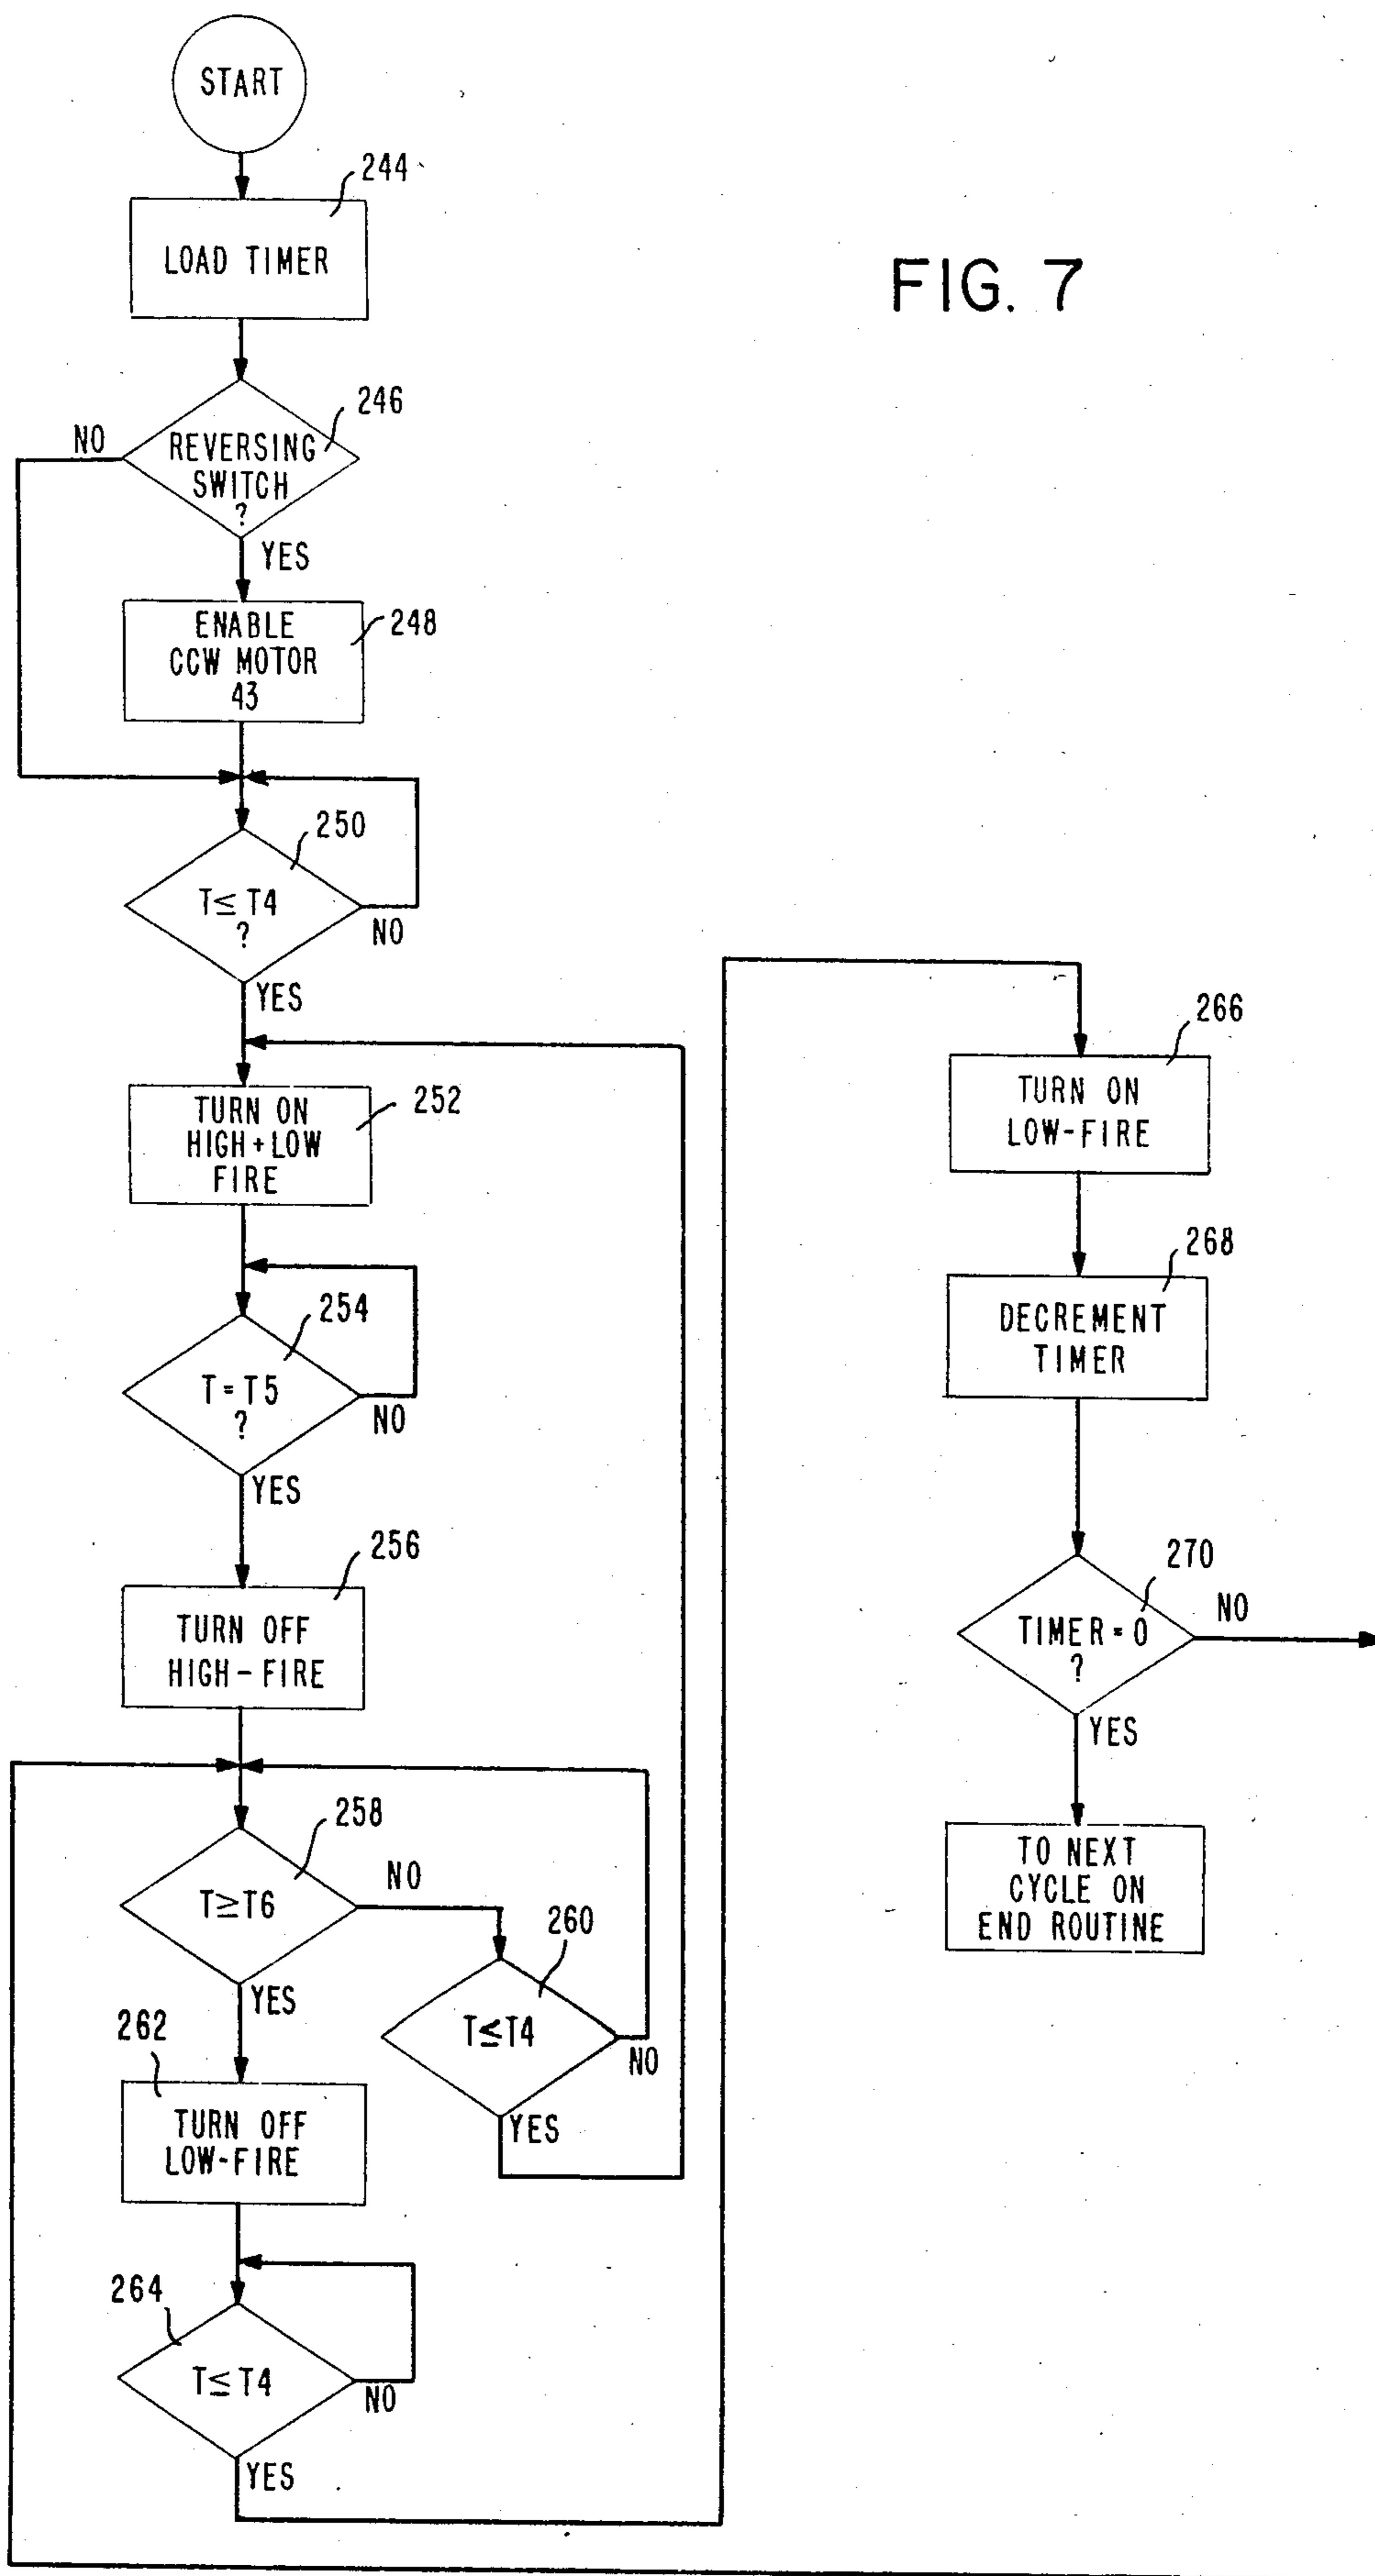 START
244
LOAD TIMER
FIG. 7
246
NO
REVERSING
SWITCH
?
YES
ENABLE
CCW MOTOR
43
248
250
T≤ T4
?
NO
YES
TURN ON
HIGH+LOW
FIRE
252
254
T=T5
?
NO
YES
256
TURN OFF
HIGH-FIRE
258
T≥T6
NO
YES
260
T≤T4
NO
YES
262
TURN OFF
LOW-FIRE
264
T≤ T4
NO
YES
266
TURN ON
LOW-FIRE
268
DECREMENT
TIMER
270
TIMER=0
?
NO
YES
TO NEXT
CYCLE ON
END ROUTINE